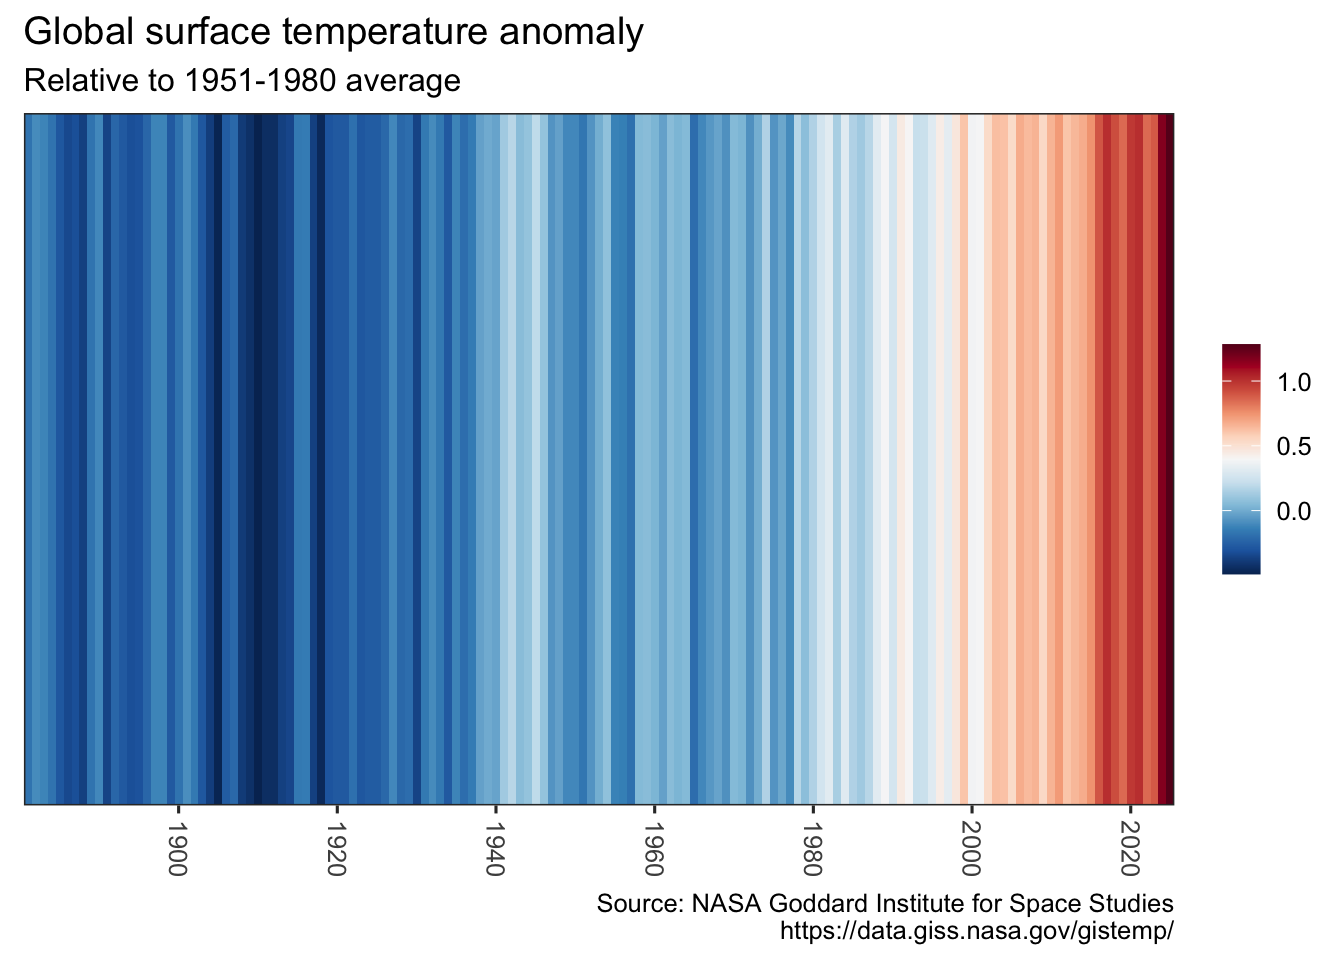 Global surface temperature anomaly
Relative to 1951-1980 average
1.0
0.5
0.0
1900
1920
1940
1960
1980
2000
2020
Source: NASA Goddard Institute for Space Studies
https://data.giss.nasa.gov/gistemp/